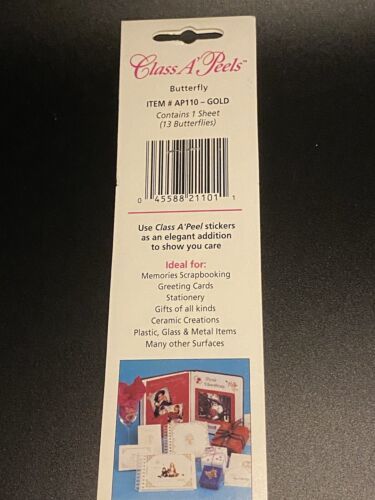 Class A' Peels™
Butterfly
ITEM # AP110 – GOLD
Contains 1 Sheet
(13 Butterflies)
0 45588 21101 1
Use Class A'Peel stickers
as an elegant addition
to show you care
Ideal for:
Memories Scrapbooking
Greeting Cards
Stationery
Gifts of all kinds
Ceramic Creations
Plastic, Glass & Metal Items
Many other Surfaces